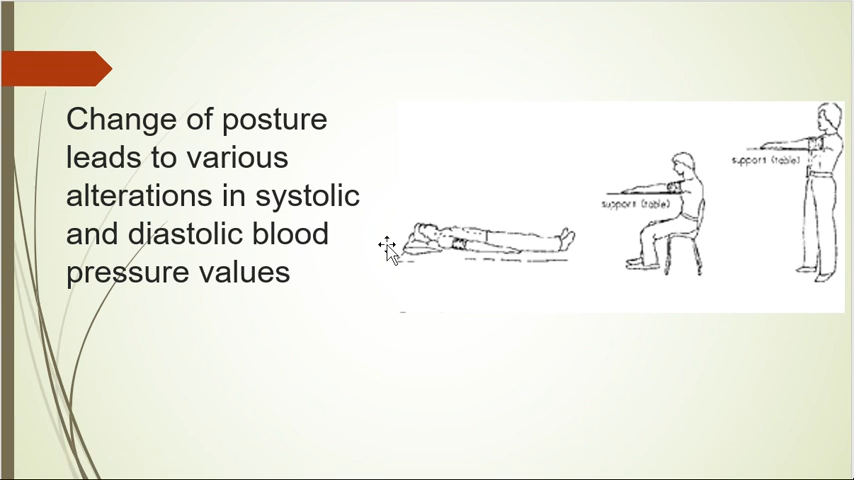 Change of posture
leads to various
alterations in systolic
and diastolic blood
pressure values
support (table)
support (table)